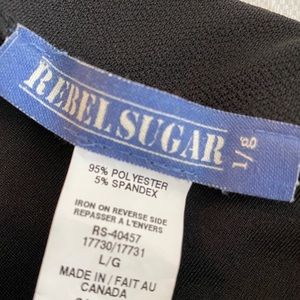 REBEL SUGAR
1/8
95% POLYESTER
5% SPANDEX
IRON ON REVERSE SIDE
REPASSER A L'ENVERS
RS-40457
17730/17731
L/G
MADE IN / FAIT AU
CANADA